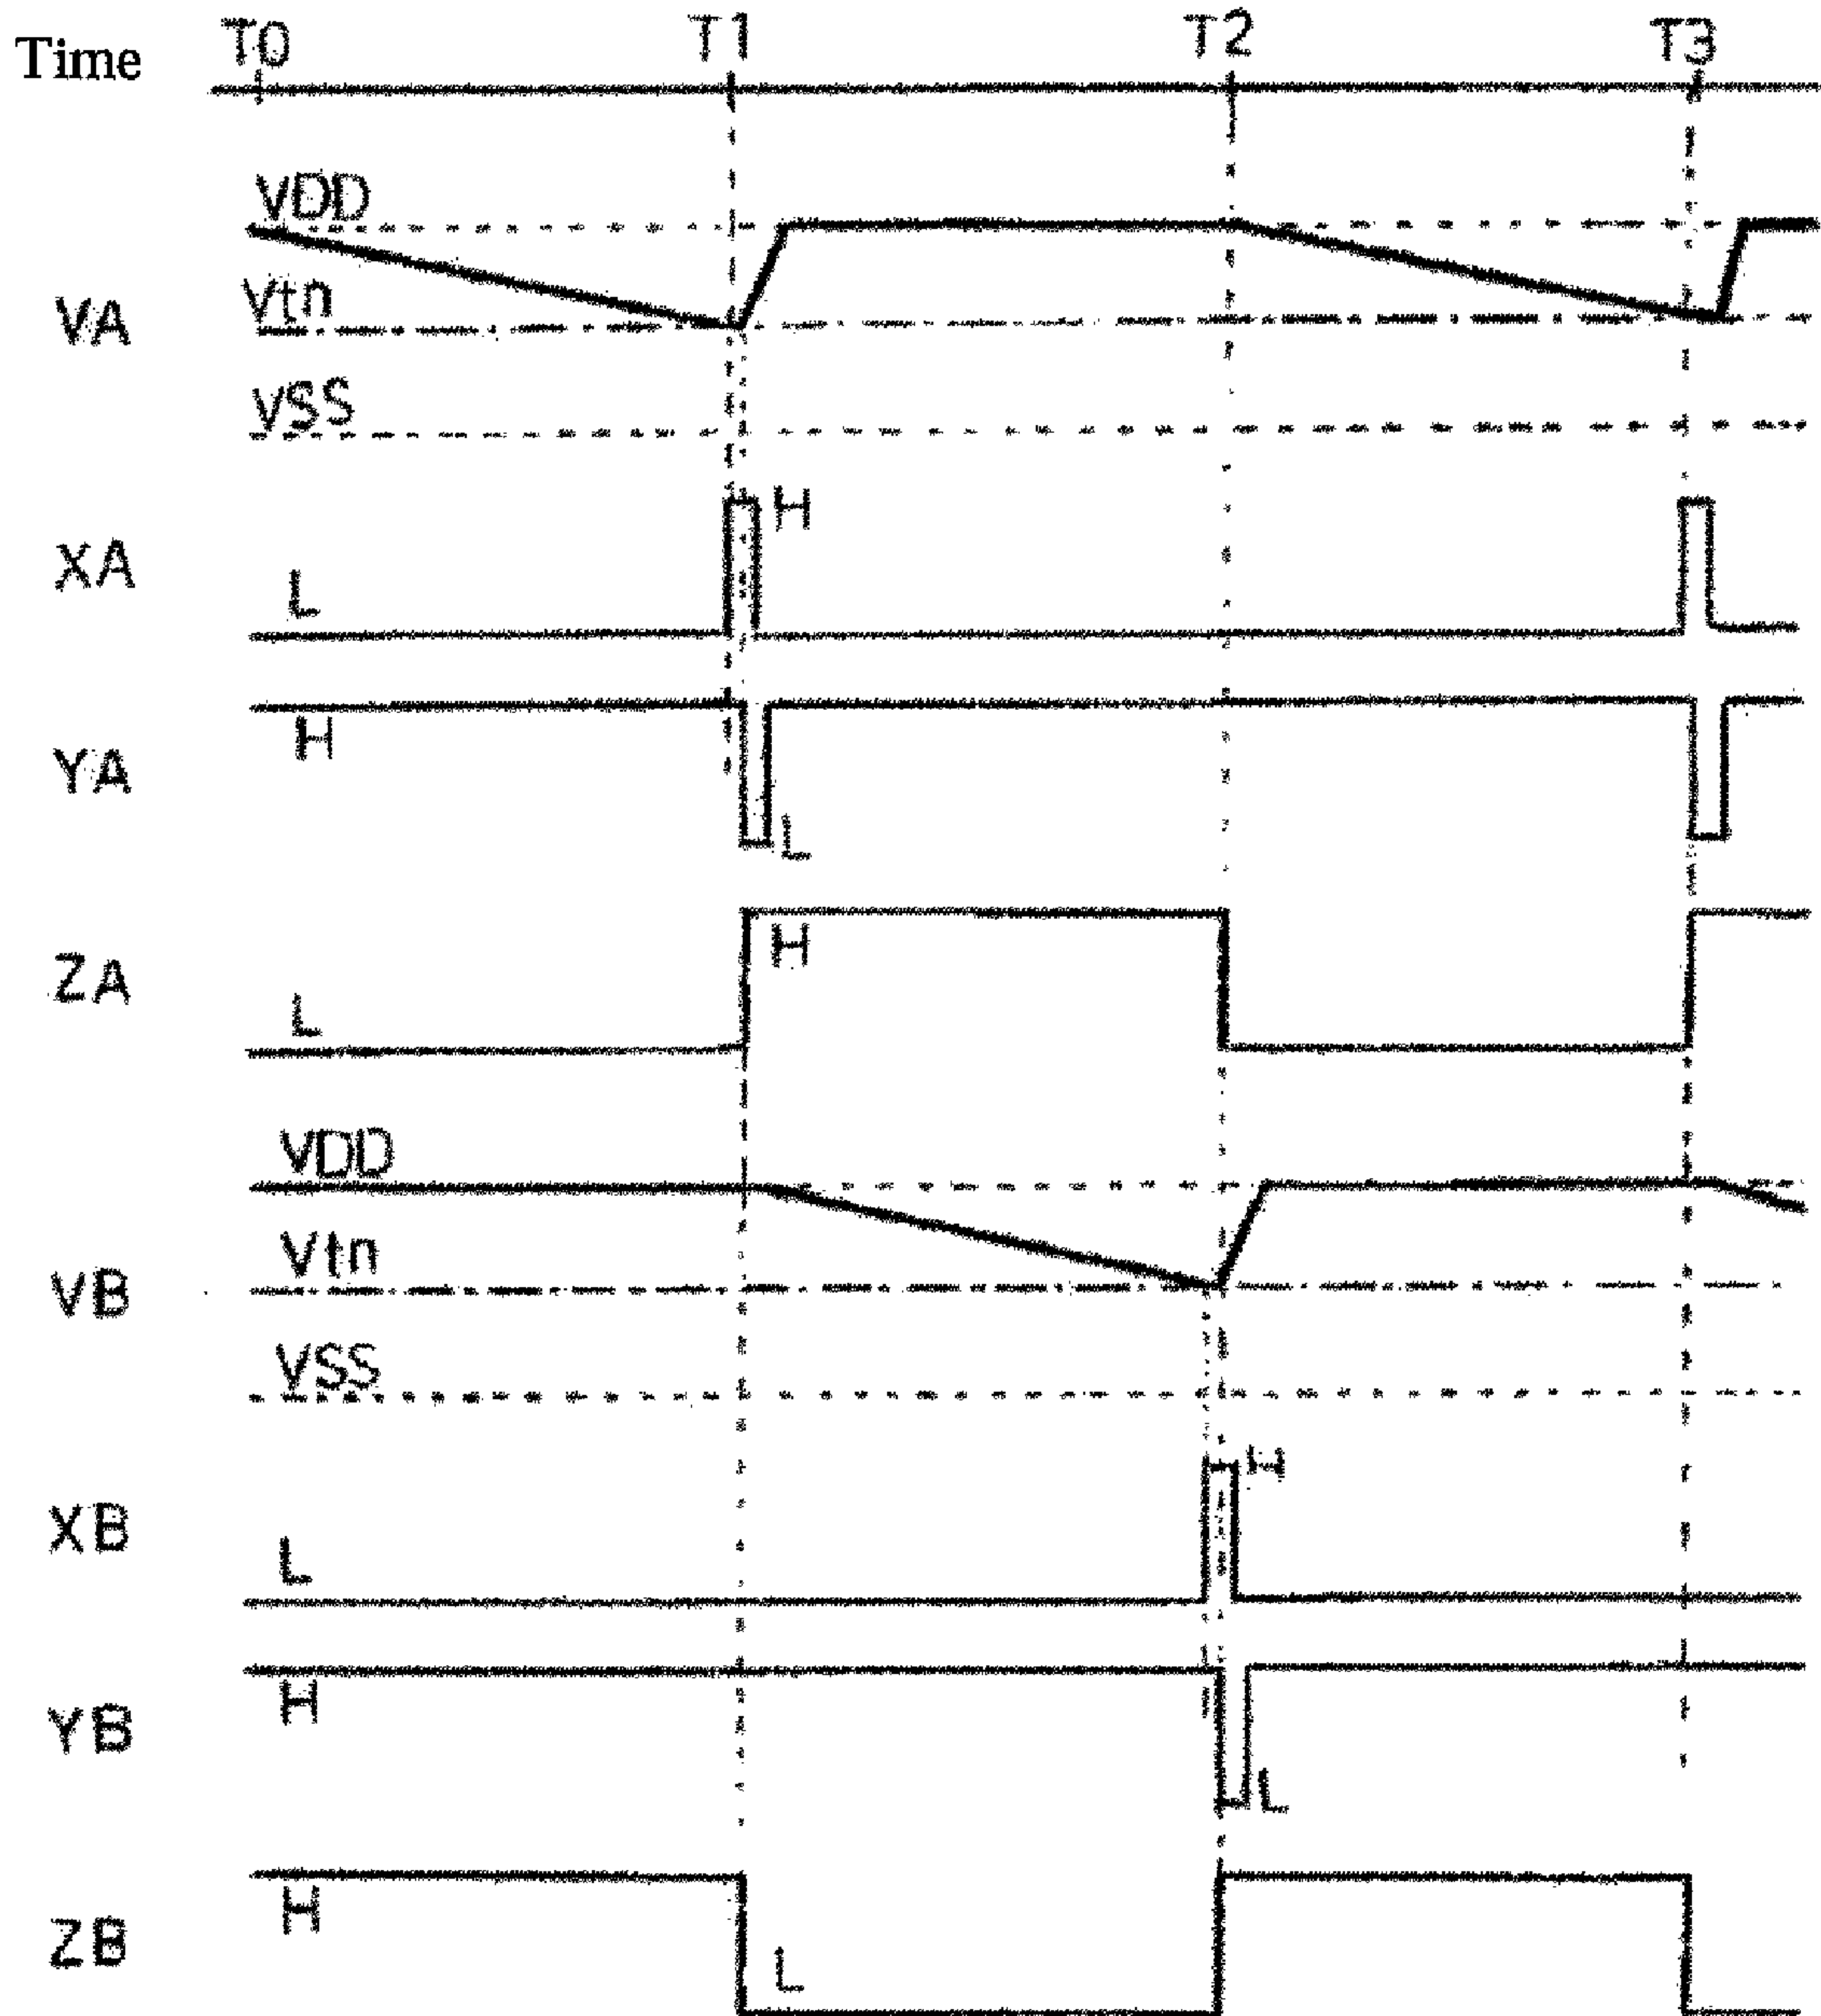 Time T0 T1 T2 T3
VDD
Vtn
VA
VSS
H
XA
L
H
YA
L
H
ZA
L
VDD
Vtn
VB
VSS
H
XB
L
H
YB
L
H
ZB
L